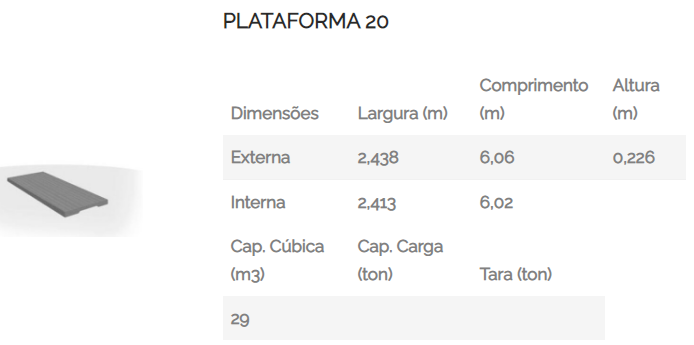 PLATAFORMA 20
Comprimento Altura
Dimensões Largura (m) (m) (m)
Externa 2,438 6,06 0,226
Interna 2,413 6,02
Cap. Cúbica Cap. Carga
(m3) (ton) Tara (ton)
29